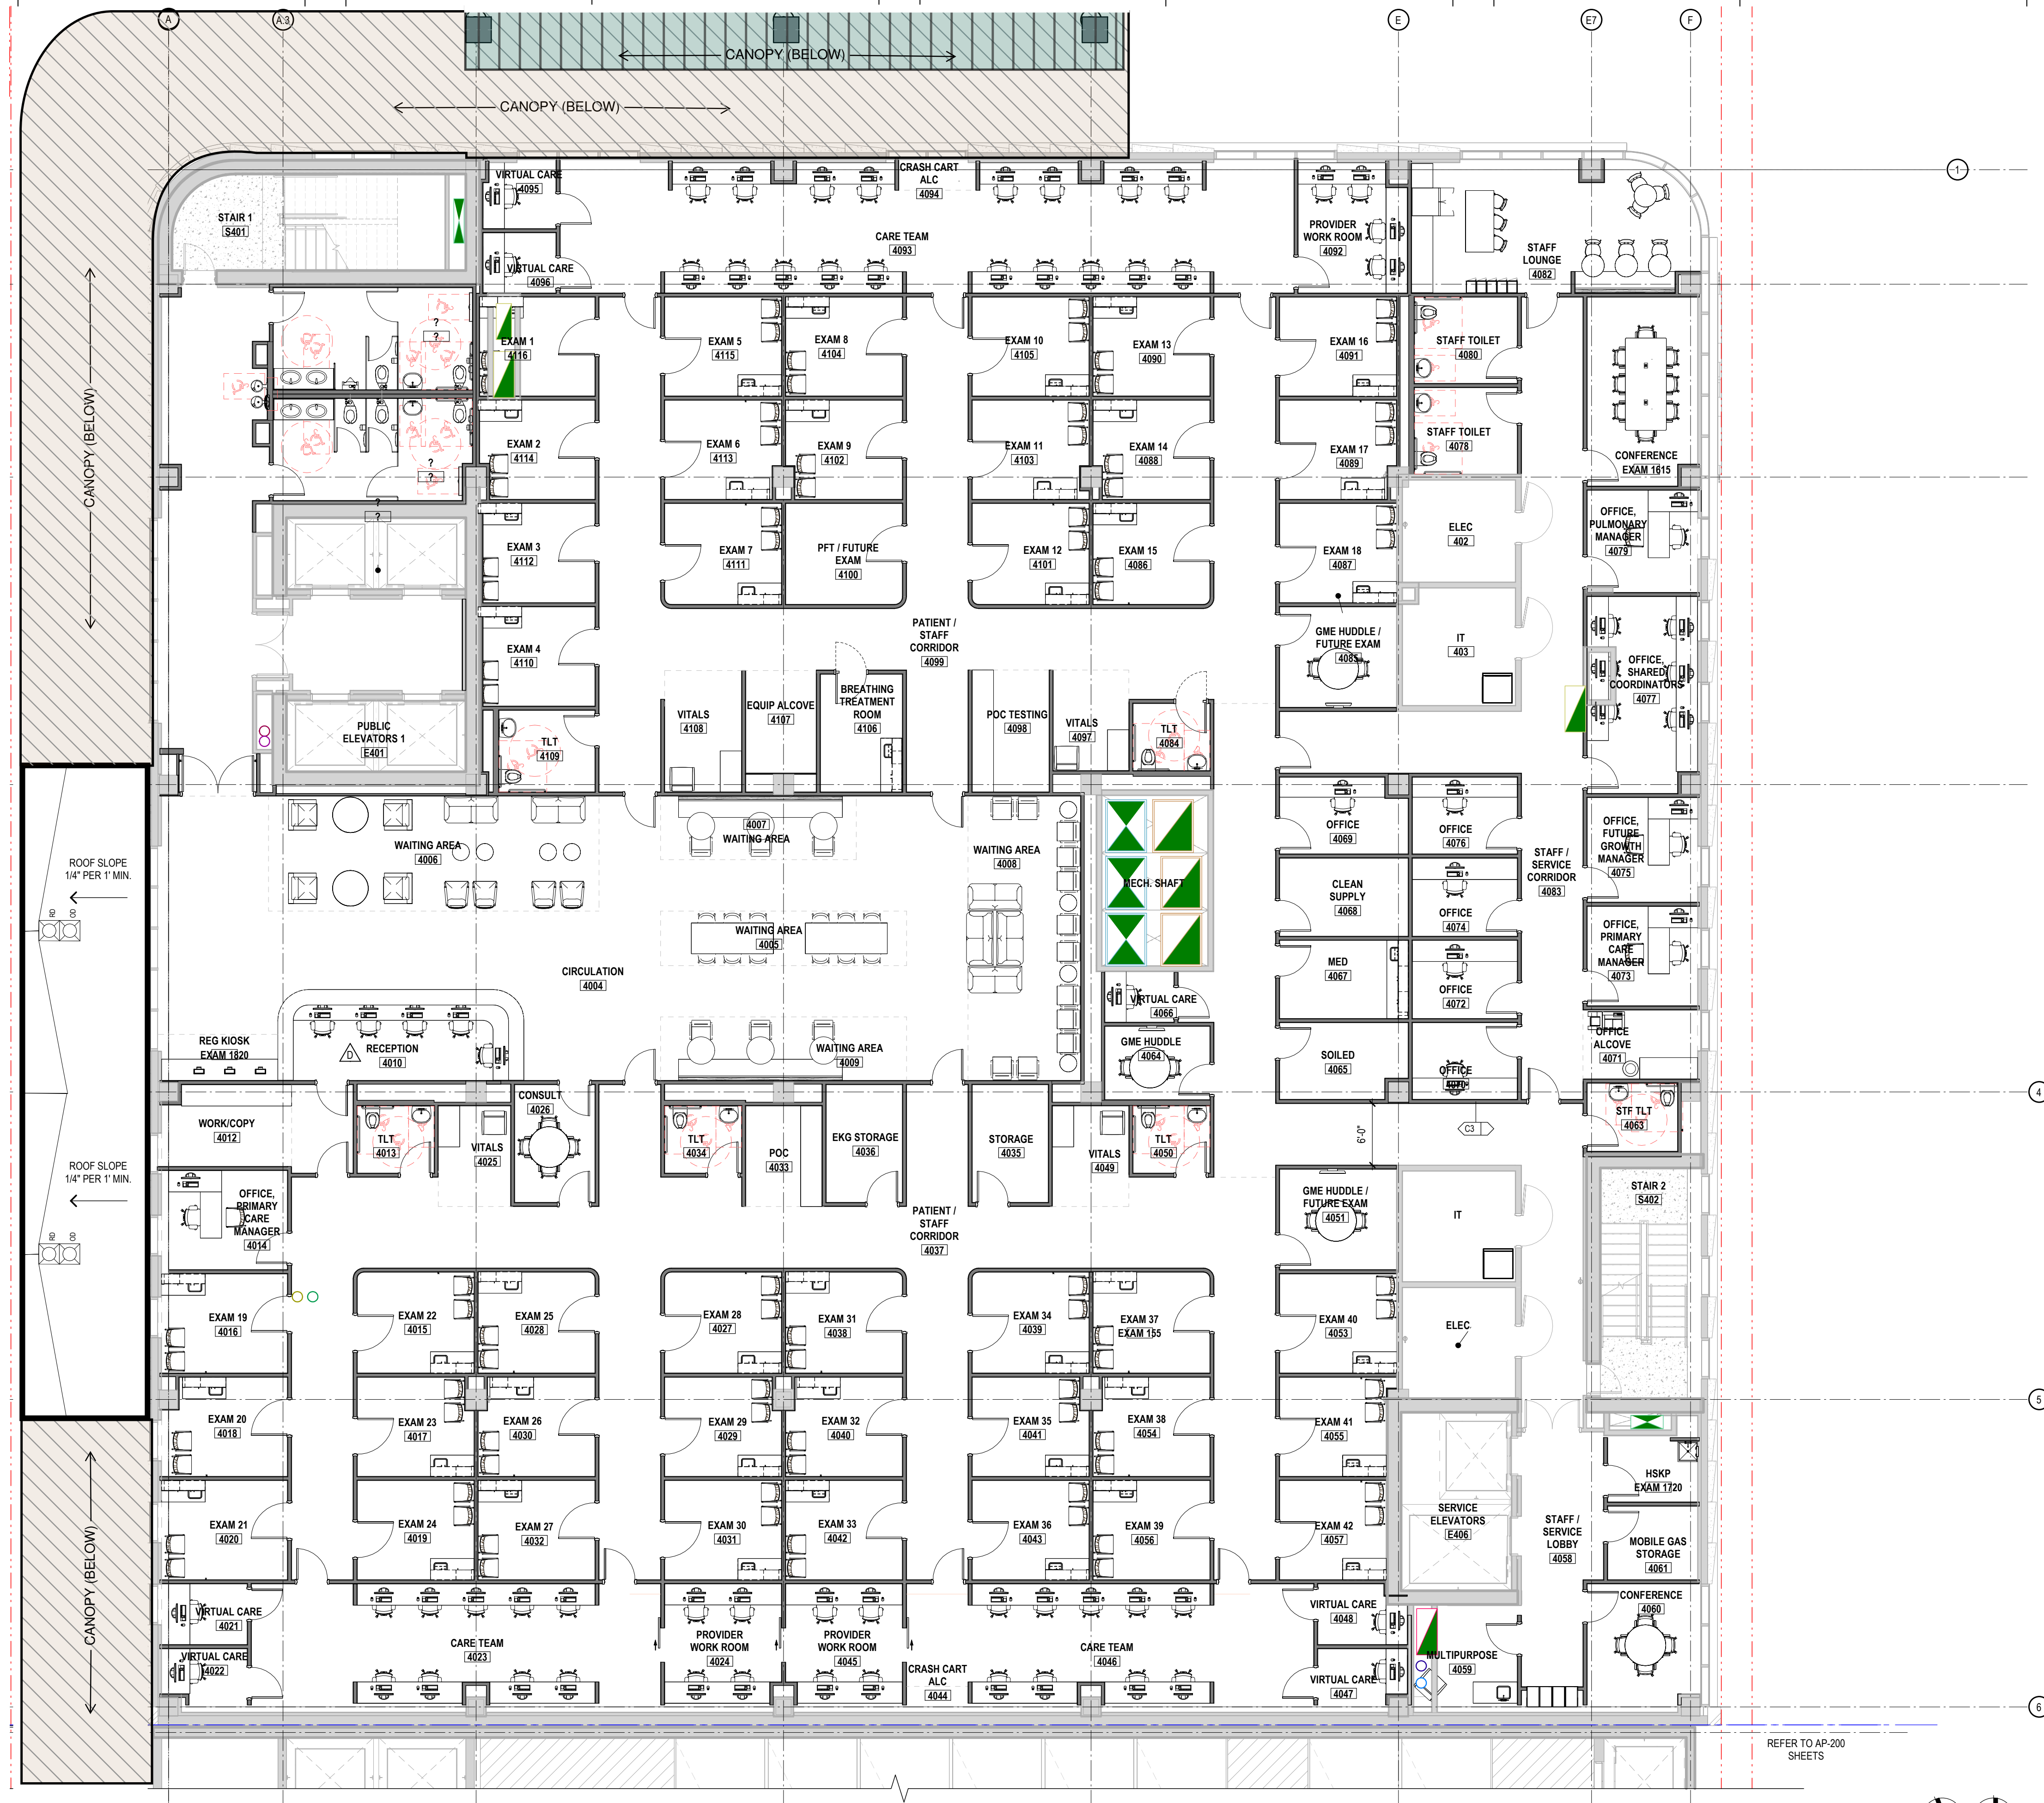 A
A.3
E
E7
F
CANOPY (BELOW)
CANOPY (BELOW)
1
CRASH CART
ALC
4094
VIRTUAL CARE
4095
STAIR 1
S401
CARE TEAM
4093
PROVIDER
WORK ROOM
4092
STAFF
LOUNGE
4082
VIRTUAL CARE
4096
?
?
EXAM 1
4116
EXAM 5
4115
EXAM 8
4104
EXAM 10
4105
EXAM 13
4090
EXAM 16
4091
STAFF TOILET
4080
CANOPY (BELOW)
EXAM 2
4114
EXAM 6
4113
EXAM 9
4102
EXAM 11
4103
EXAM 14
4088
EXAM 17
4089
STAFF TOILET
4078
CONFERENCE
EXAM 1815
?
?
?
?
EXAM 3
4112
EXAM 7
4111
PFT / FUTURE
EXAM
4100
EXAM 12
4101
EXAM 15
4086
EXAM 18
4087
ELEC
402
OFFICE,
PULMONARY
MANAGER
4079
EXAM 4
4110
PATIENT /
STAFF
CORRIDOR
4099
GME HUDDLE /
FUTURE EXAM
4085
IT
403
OFFICE,
SHARED
COORDINATORS
4077
PUBLIC
ELEVATORS 1
E401
TLT
4109
VITALS
4108
EQUIP ALCOVE
4107
BREATHING
TREATMENT
ROOM
4106
POC TESTING
4098
VITALS
4097
TLT
4084
WAITING AREA
4006
4007
WAITING AREA
WAITING AREA
4008
MECH. SHAFT
OFFICE
4069
OFFICE
4076
STAFF /
SERVICE
CORRIDOR
4083
OFFICE,
FUTURE
GROWTH
MANAGER
4075
ROOF SLOPE
1/4" PER 1' MIN.
RD
OD
CLEAN
SUPPLY
4068
OFFICE
4074
WAITING AREA
4005
OFFICE,
PRIMARY
CARE
MANAGER
4073
CIRCULATION
4004
MED
4067
OFFICE
4072
VIRTUAL CARE
4066
REG KIOSK
EXAM 1820
D
RECEPTION
4010
WAITING AREA
4009
GME HUDDLE
4064
SOILED
4065
OFFICE
OFFICE
ALCOVE
4071
4
CONSULT
4026
WORK/COPY
4012
TLT
4013
VITALS
4025
TLT
4034
POC
4033
EKG STORAGE
4036
STORAGE
4035
VITALS
4049
TLT
4050
6'-0"
C3
STF TLT
4063
ROOF SLOPE
1/4" PER 1' MIN.
RD
OD
OFFICE,
PRIMARY
CARE
MANAGER
4014
PATIENT /
STAFF
CORRIDOR
4037
GME HUDDLE /
FUTURE EXAM
4051
IT
STAIR 2
S402
EXAM 19
4016
EXAM 22
4015
EXAM 25
4028
EXAM 28
4027
EXAM 31
4038
EXAM 34
4039
EXAM 37
EXAM 155
EXAM 40
4053
ELEC
5
EXAM 20
4018
EXAM 23
4017
EXAM 26
4030
EXAM 29
4029
EXAM 32
4040
EXAM 35
4041
EXAM 38
4054
EXAM 41
4055
HSKP
EXAM 1720
EXAM 21
4020
EXAM 24
4019
EXAM 27
4032
EXAM 30
4031
EXAM 33
4042
EXAM 36
4043
EXAM 39
4056
EXAM 42
4057
SERVICE
ELEVATORS
E406
STAFF /
SERVICE
LOBBY
4058
MOBILE GAS
STORAGE
4061
CANOPY (BELOW)
VIRTUAL CARE
4021
VIRTUAL CARE
4022
CARE TEAM
4023
PROVIDER
WORK ROOM
4024
PROVIDER
WORK ROOM
4045
CRASH CART
ALC
4044
CARE TEAM
4046
VIRTUAL CARE
4048
VIRTUAL CARE
4047
MULTIPURPOSE
4059
CONFERENCE
4060
6
REFER TO AP-200
SHEETS